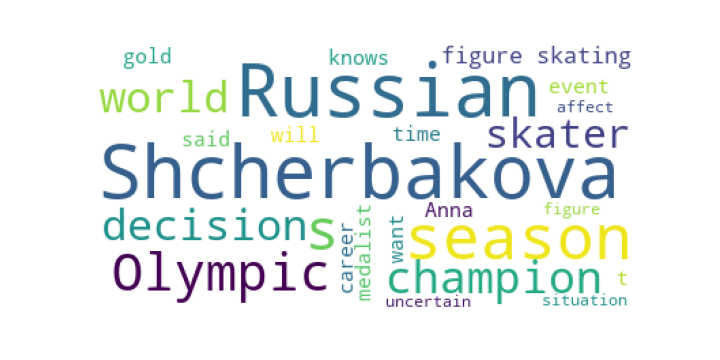 gold knows figure skating
world Russian event
affect
said will time skater
Shcherbakova
decision s career medalist want Anna figure
season
Olympic champion t
uncertain situation